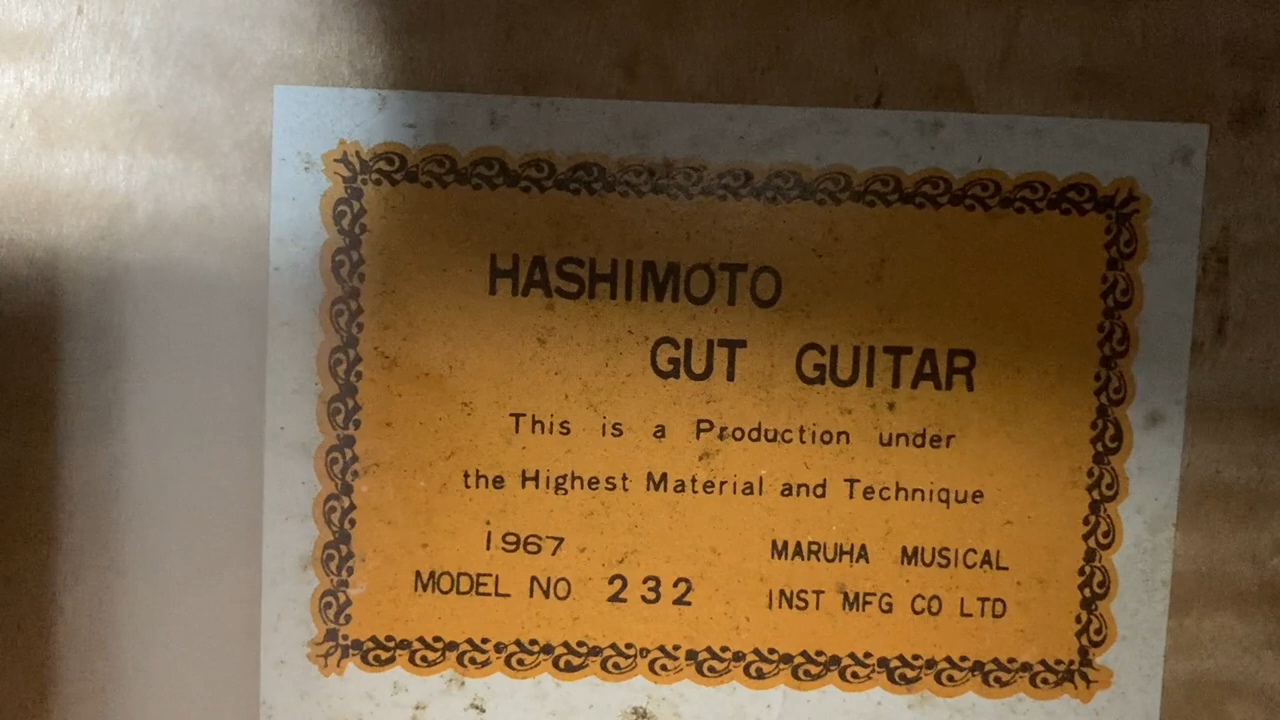 HASHIMOTO
GUT GUITAR
This is a Production under
the Highest Material and Technique
1967
MODEL NO 232
MARUHA MUSICAL
INST MFG CO LTD